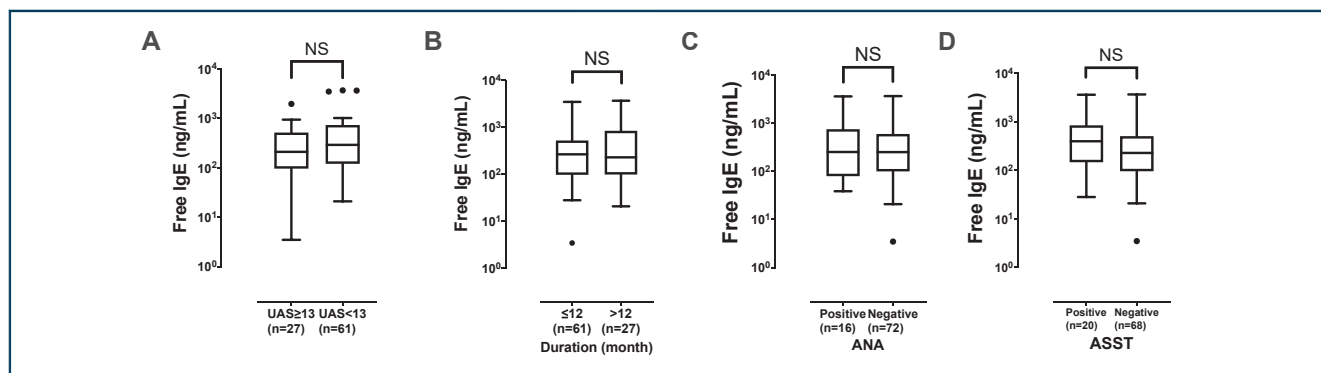 A
NS
Free IgE (ng/mL)
10⁴
10³
10²
10¹
10⁰
UAS≥13 UAS<13
(n=27) (n=61)
B
NS
Free IgE (ng/mL)
10⁴
10³
10²
10¹
10⁰
≤12 >12
(n=61) (n=27)
Duration (month)
C
NS
Free IgE (ng/mL)
10⁴
10³
10²
10¹
10⁰
Positive Negative
(n=16) (n=72)
ANA
D
NS
Free IgE (ng/mL)
10⁴
10³
10²
10¹
10⁰
Positive Negative
(n=20) (n=68)
ASST